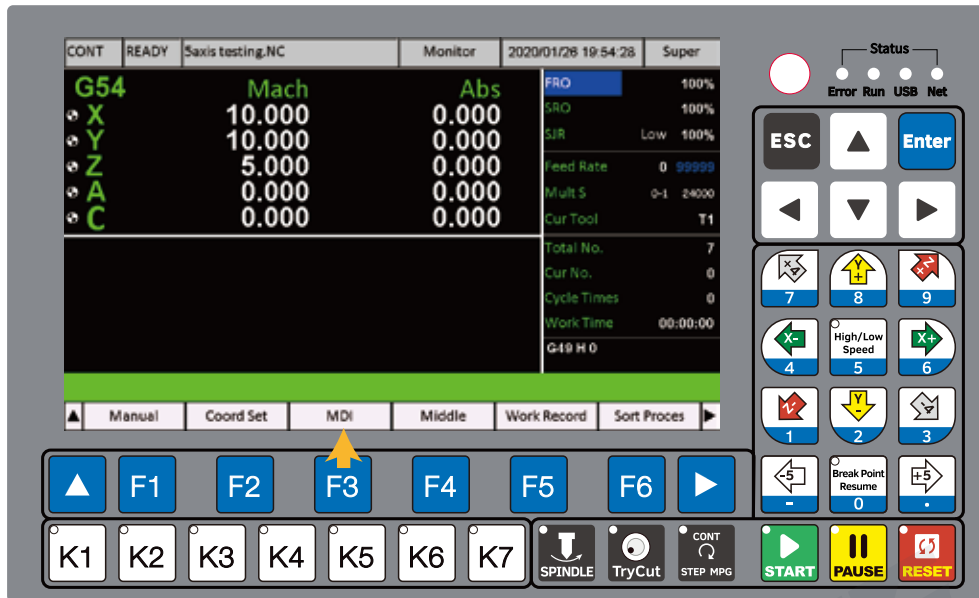 CONT READY 5axis testing.NC Monitor 2020/01/26 19:54:28 Super
G54 Mach Abs
X 10.000 0.000
Y 10.000 0.000
Z 5.000 0.000
A 0.000 0.000
C 0.000 0.000
FRO 100%
SRO 100%
SJR Low 100%
Feed Rate 0 99999
Mult S 0-1 24000
Cur Tool T1
Total No. 7
Cur No. 0
Cycle Times 0
Work Time 00:00:00
G49 H 0
Manual Coord Set MDI Middle Work Record Sort Proces
F1 F2 F3 F4 F5 F6
K1 K2 K3 K4 K5 K6 K7
SPINDLE
TryCut
CONT
STEP MPG
START
PAUSE
RESET
Status
Error Run USB Net
ESC
Enter
7
Y
+
8
Z+
9
X-
4
High/Low
Speed
5
X+
6
Z-
1
Y
-
2
-4
3
-5
-
Break Point
Resume
0
+5
.